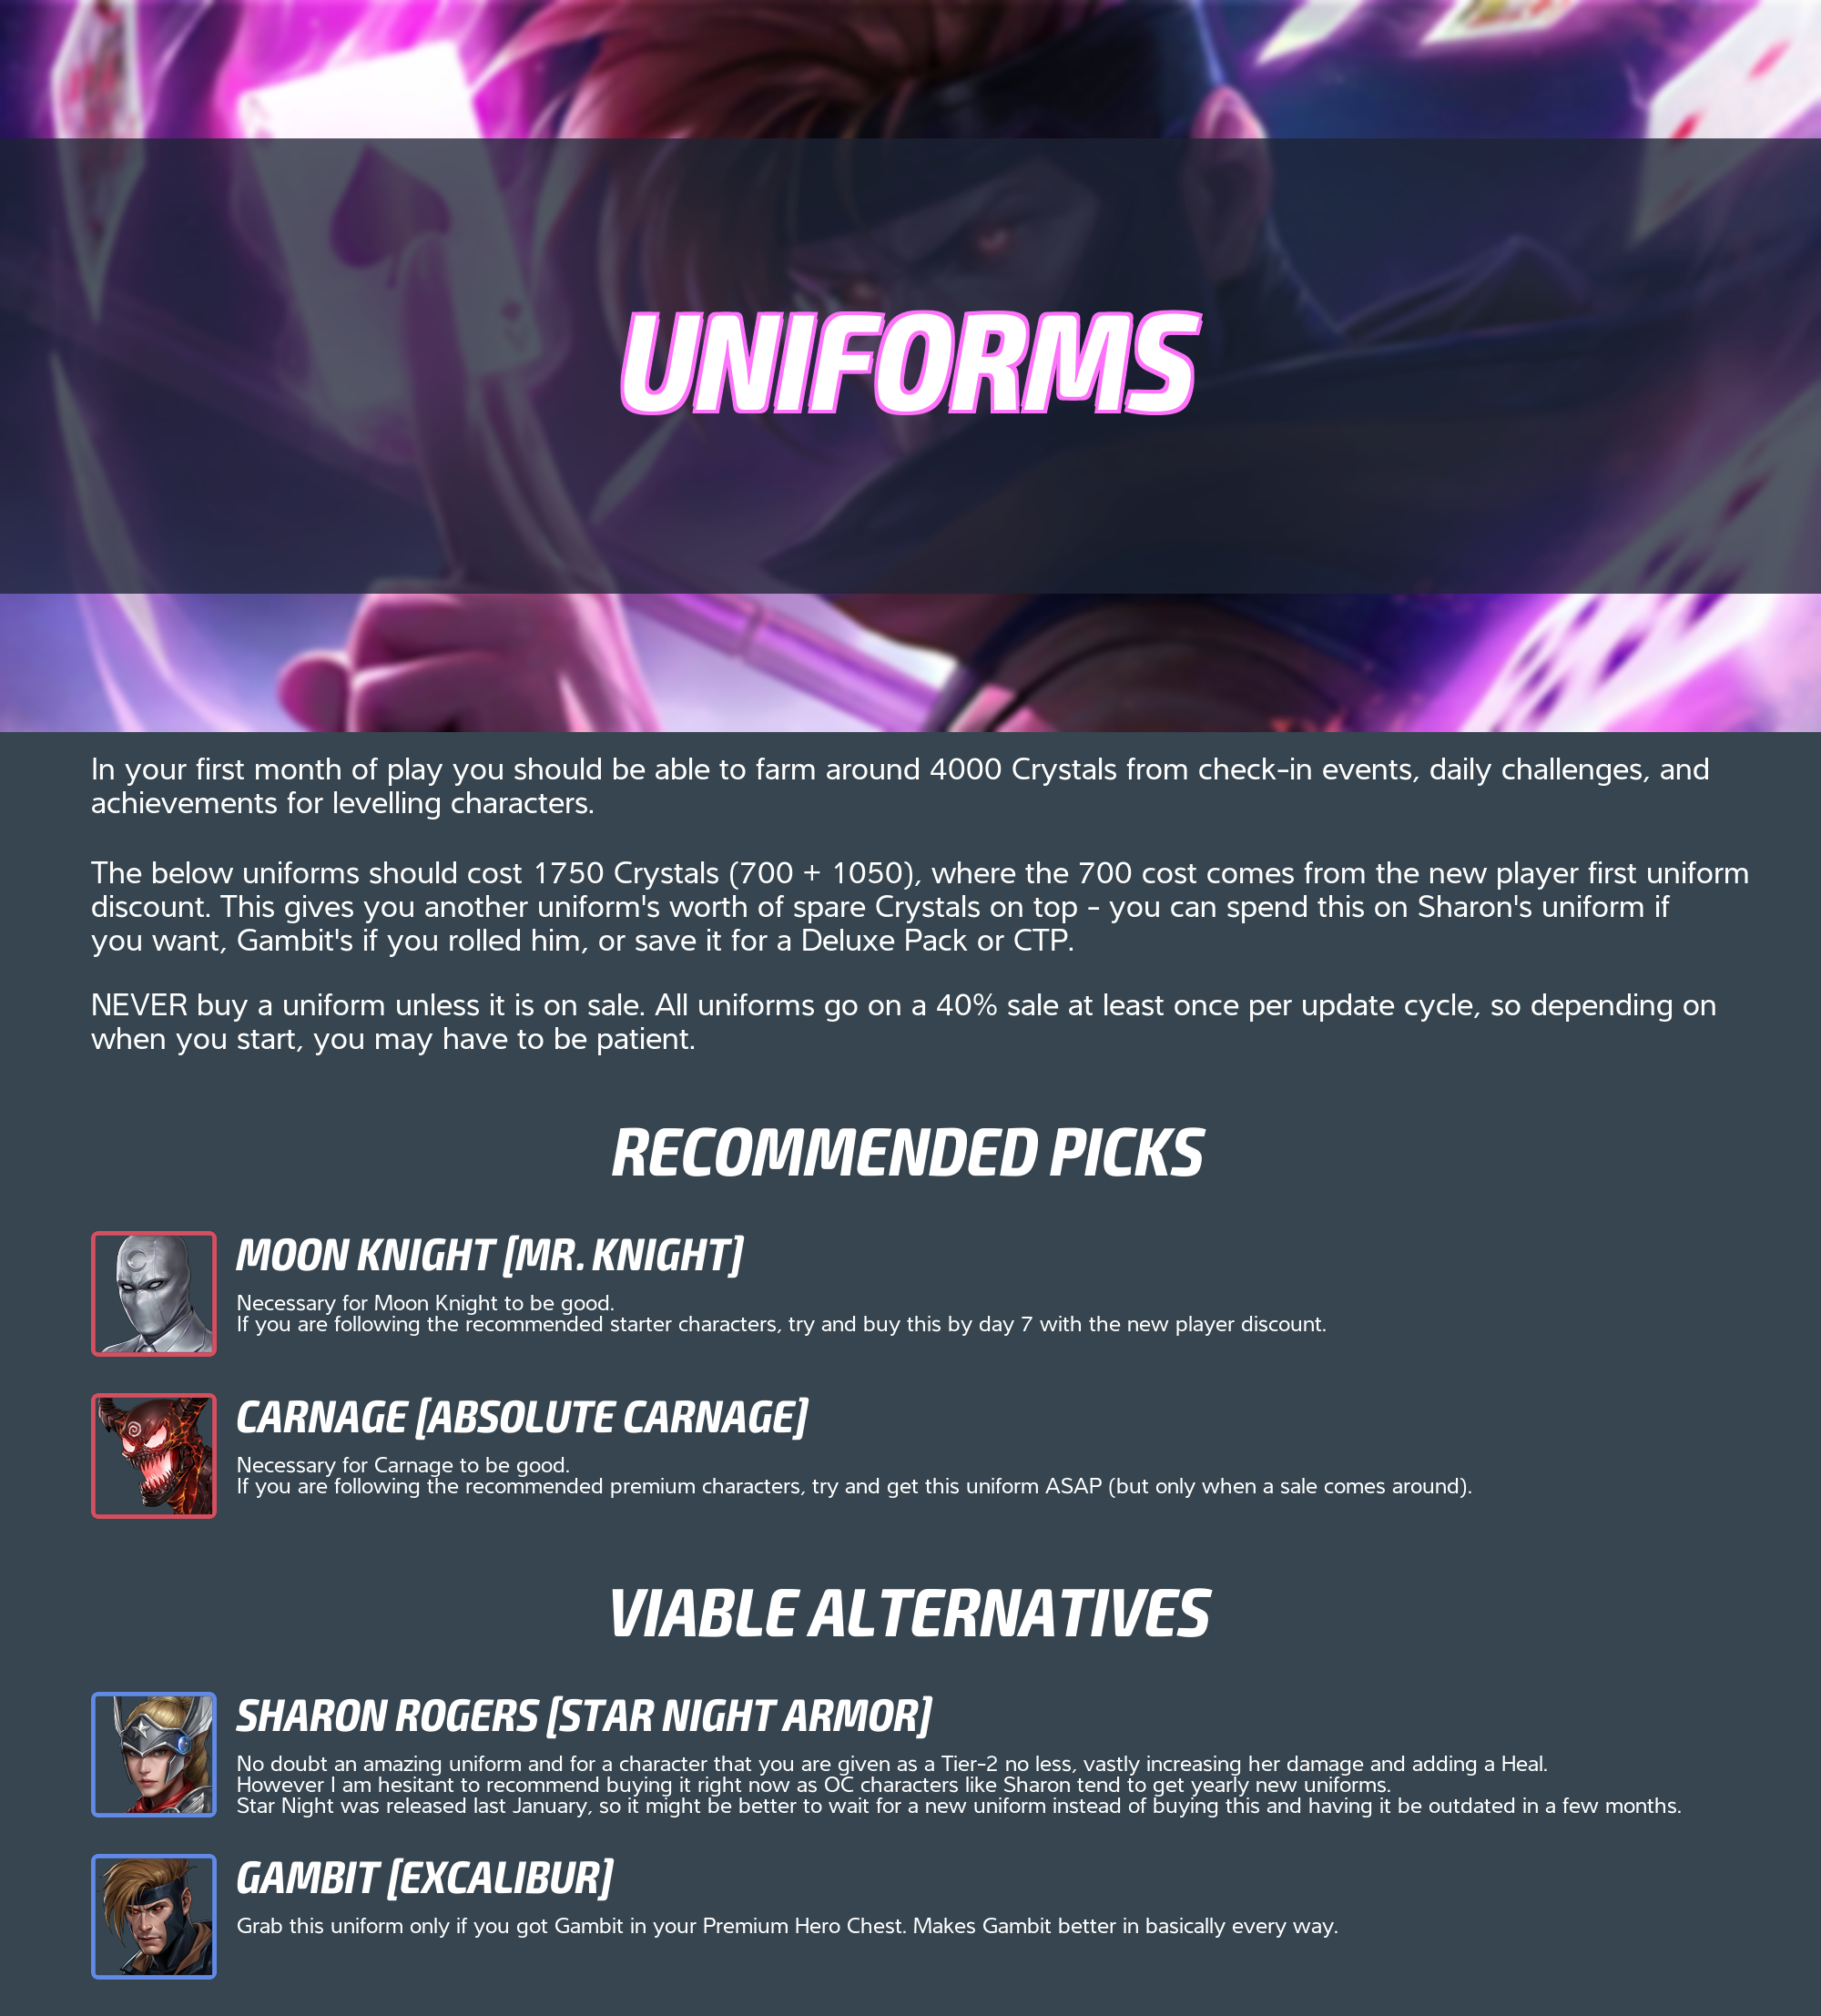 UNIFORMS
In your first month of play you should be able to farm around 4000 Crystals from check-in events, daily challenges, and
achievements for levelling characters.
The below uniforms should cost 1750 Crystals (700 + 1050), where the 700 cost comes from the new player first uniform
discount. This gives you another uniform's worth of spare Crystals on top - you can spend this on Sharon's uniform if
you want, Gambit's if you rolled him, or save it for a Deluxe Pack or CTP.
NEVER buy a uniform unless it is on sale. All uniforms go on a 40% sale at least once per update cycle, so depending on
when you start, you may have to be patient.
RECOMMENDED PICKS
MOON KNIGHT [MR. KNIGHT]
Necessary for Moon Knight to be good.
If you are following the recommended starter characters, try and buy this by day 7 with the new player discount.
CARNAGE [ABSOLUTE CARNAGE]
Necessary for Carnage to be good.
If you are following the recommended premium characters, try and get this uniform ASAP (but only when a sale comes around).
VIABLE ALTERNATIVES
SHARON ROGERS [STAR NIGHT ARMOR]
No doubt an amazing uniform and for a character that you are given as a Tier-2 no less, vastly increasing her damage and adding a Heal.
However I am hesitant to recommend buying it right now as OC characters like Sharon tend to get yearly new uniforms.
Star Night was released last January, so it might be better to wait for a new uniform instead of buying this and having it be outdated in a few months.
GAMBIT [EXCALIBUR]
Grab this uniform only if you got Gambit in your Premium Hero Chest. Makes Gambit better in basically every way.